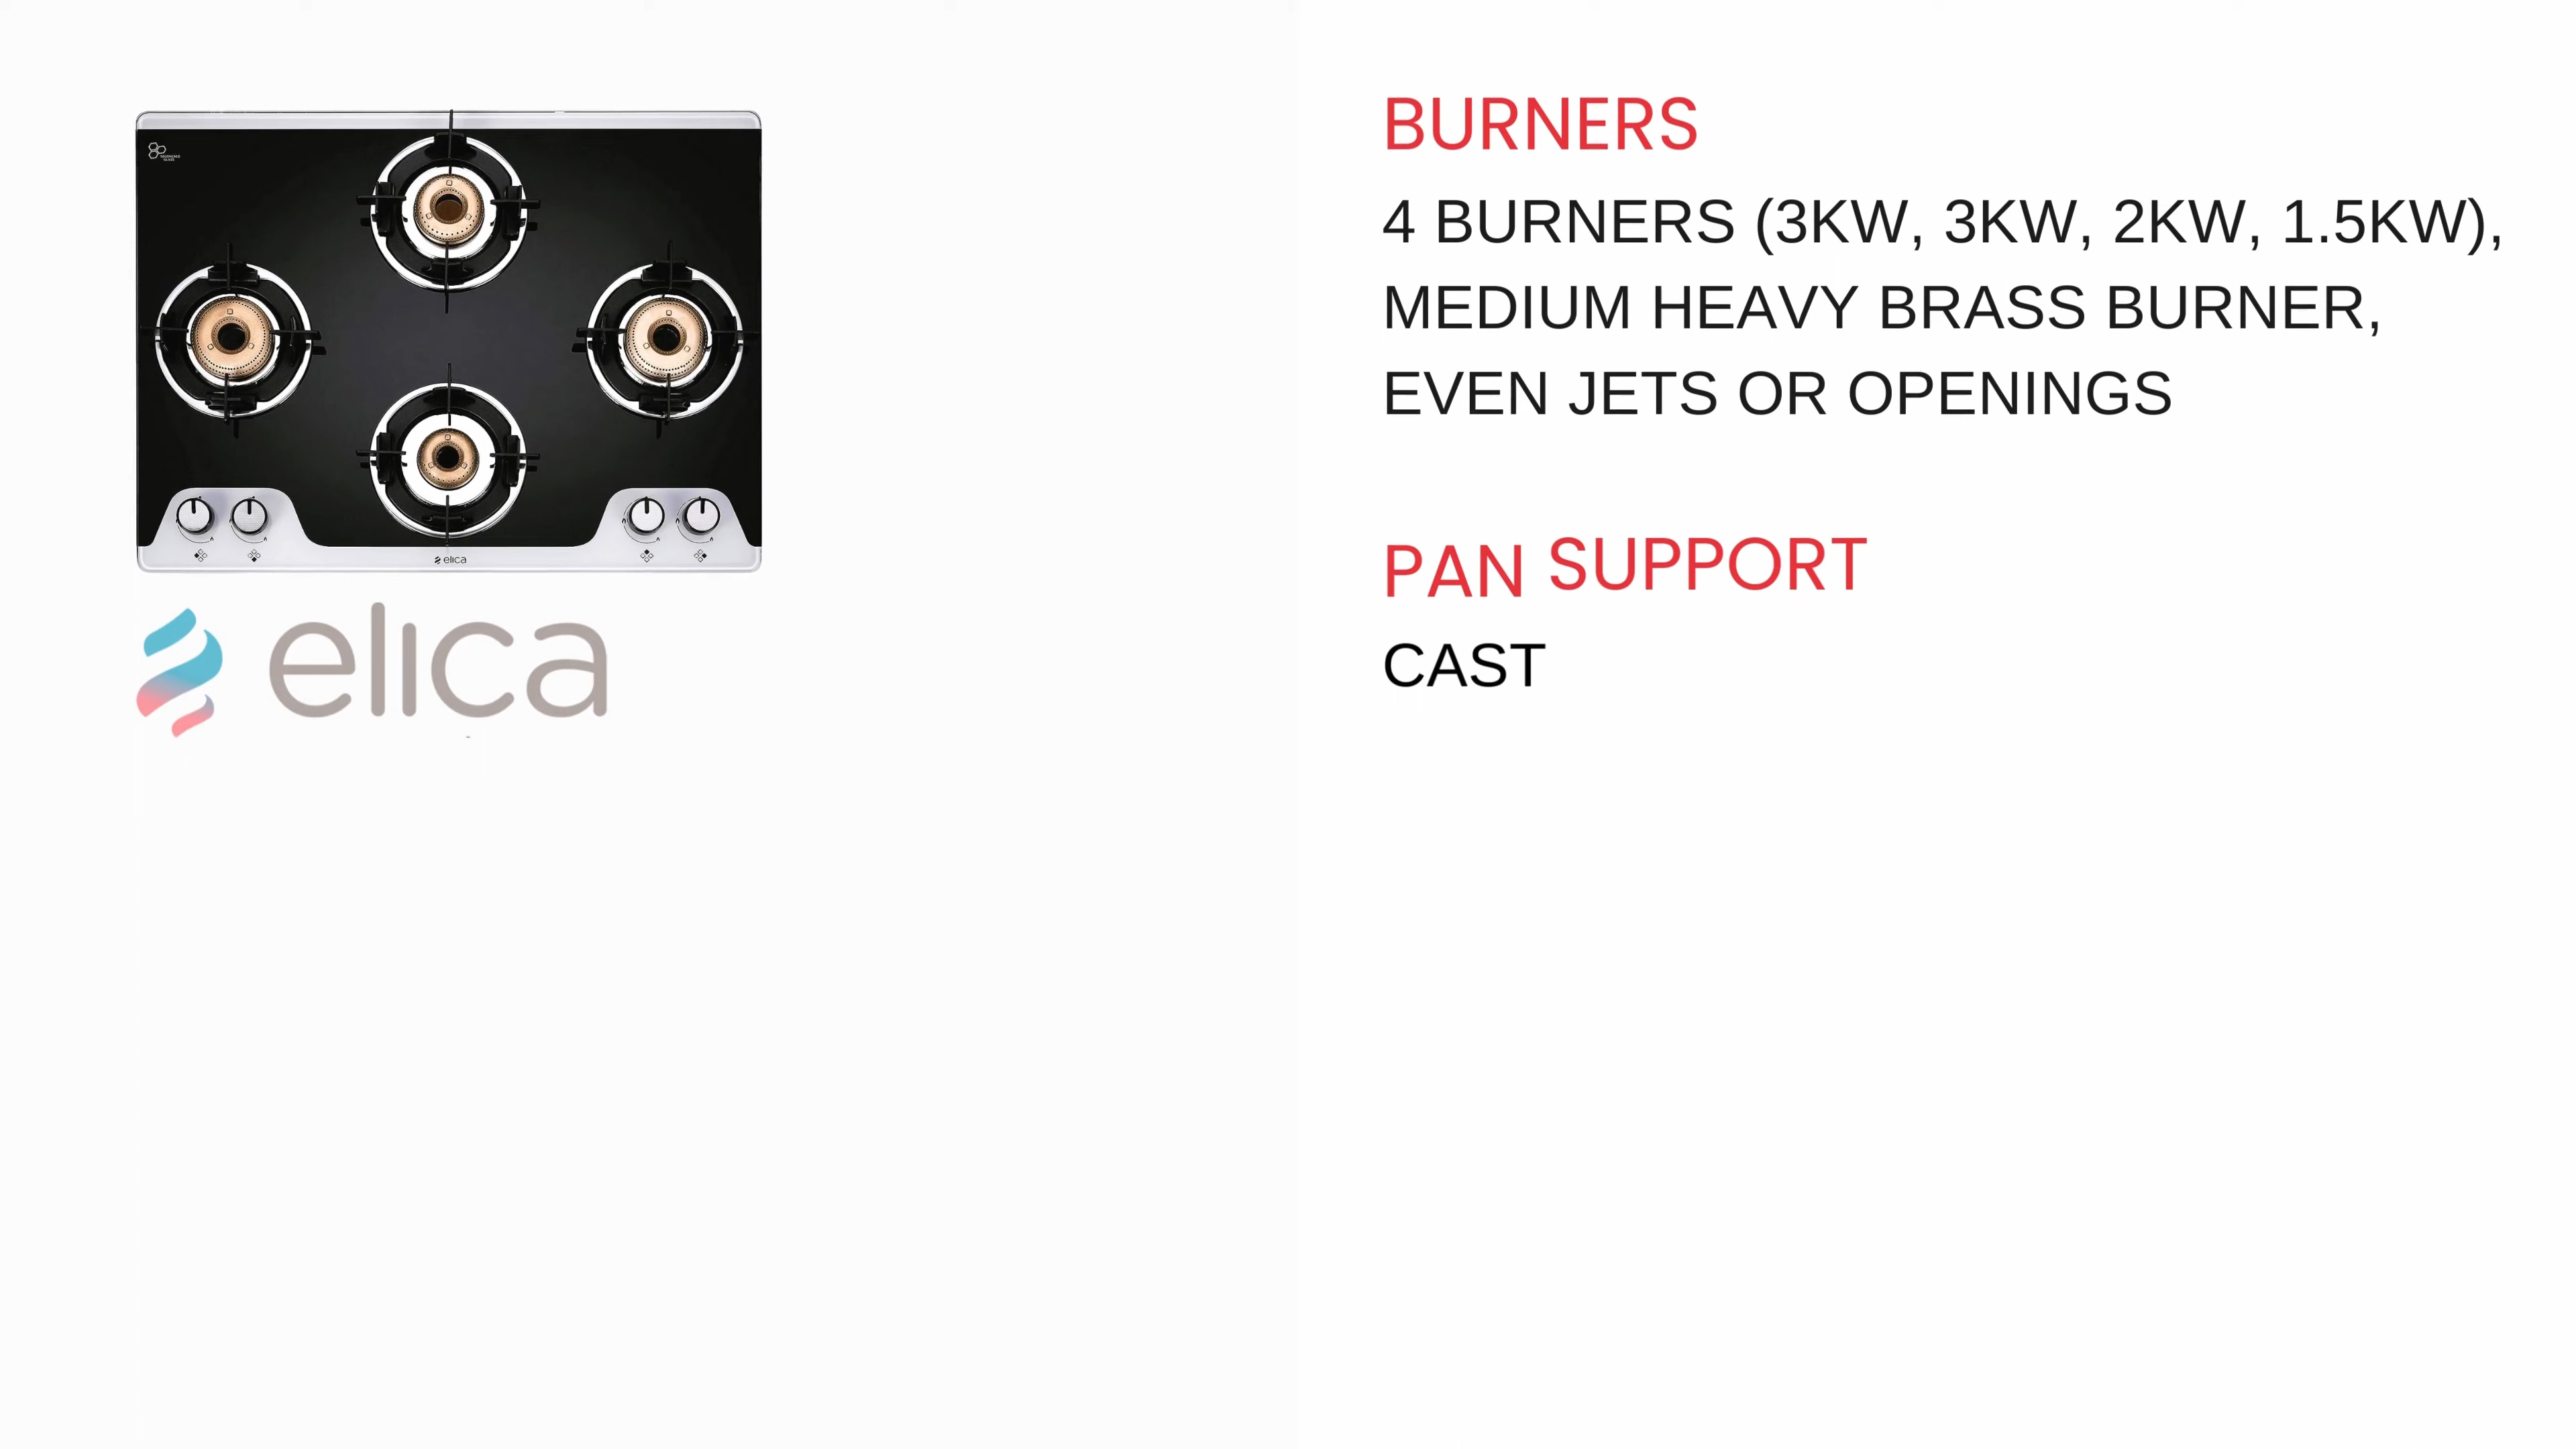 BURNERS
4 BURNERS (3KW, 3KW, 2KW, 1.5KW),
MEDIUM HEAVY BRASS BURNER,
EVEN JETS OR OPENINGS
PAN SUPPORT
CAST
elica
elica